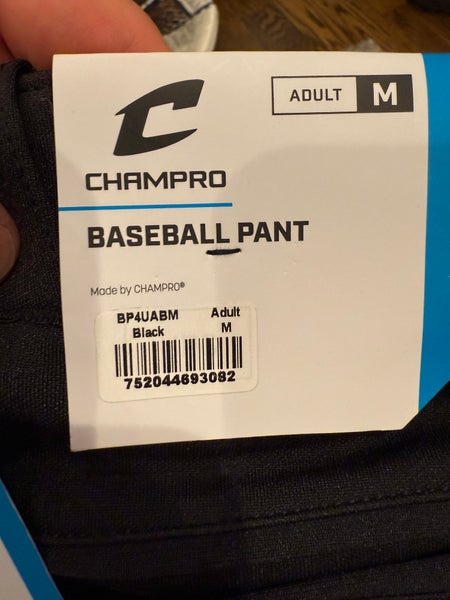 ADULT M
CHAMPRO
BASEBALL PANT
Made by CHAMPRO®
BP4UABM Adult
Black M
752044693082